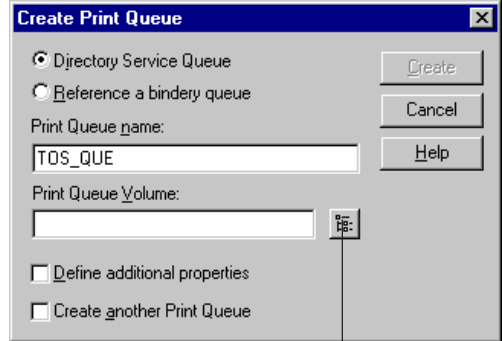 Create Print Queue
Directory Service Queue
Create
Reference a bindery queue
Cancel
Print Queue name:
Help
TOS_QUE
Print Queue Volume:
Define additional properties
Create another Print Queue